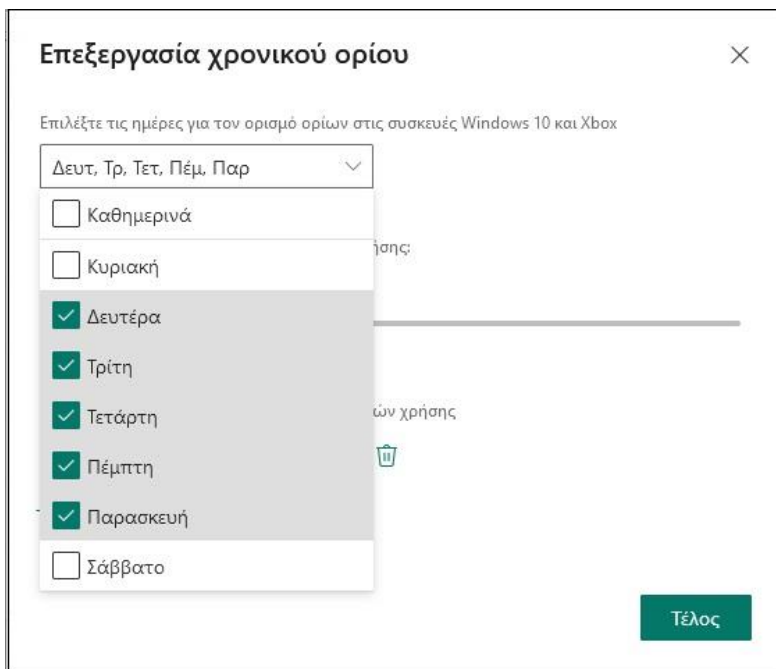 Επεξεργασία χρονικού ορίου
Επιλέξτε τις ημέρες για τον ορισμό ορίων στις συσκευές Windows 10 και Xbox
Δευτ, Τρ, Τετ, Πέμ, Παρ
Καθημερινά
Κυριακή
Δευτέρα
Τρίτη
Τετάρτη
χρήσης
Πέμπτη
Παρασκευή
Σάββατο
Τέλος